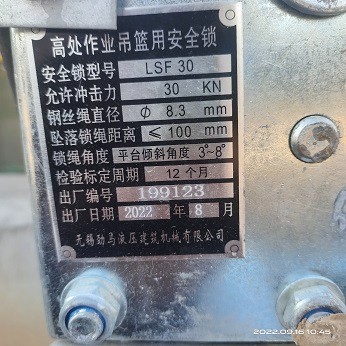 高处作业吊篮用安全锁
安全锁型号 LSF 30
允许冲击力 30 KN
钢丝绳直径 Φ 8.3 mm
坠落锁绳距离 ≤ 100 mm
锁绳角度 平台倾斜角度 3°~8°
检验标定周期 12 个月
出厂编号 199123
出厂日期 2022 年 8 月
无锡劲马液压建筑机械有限公司
2022.09.16 10:45